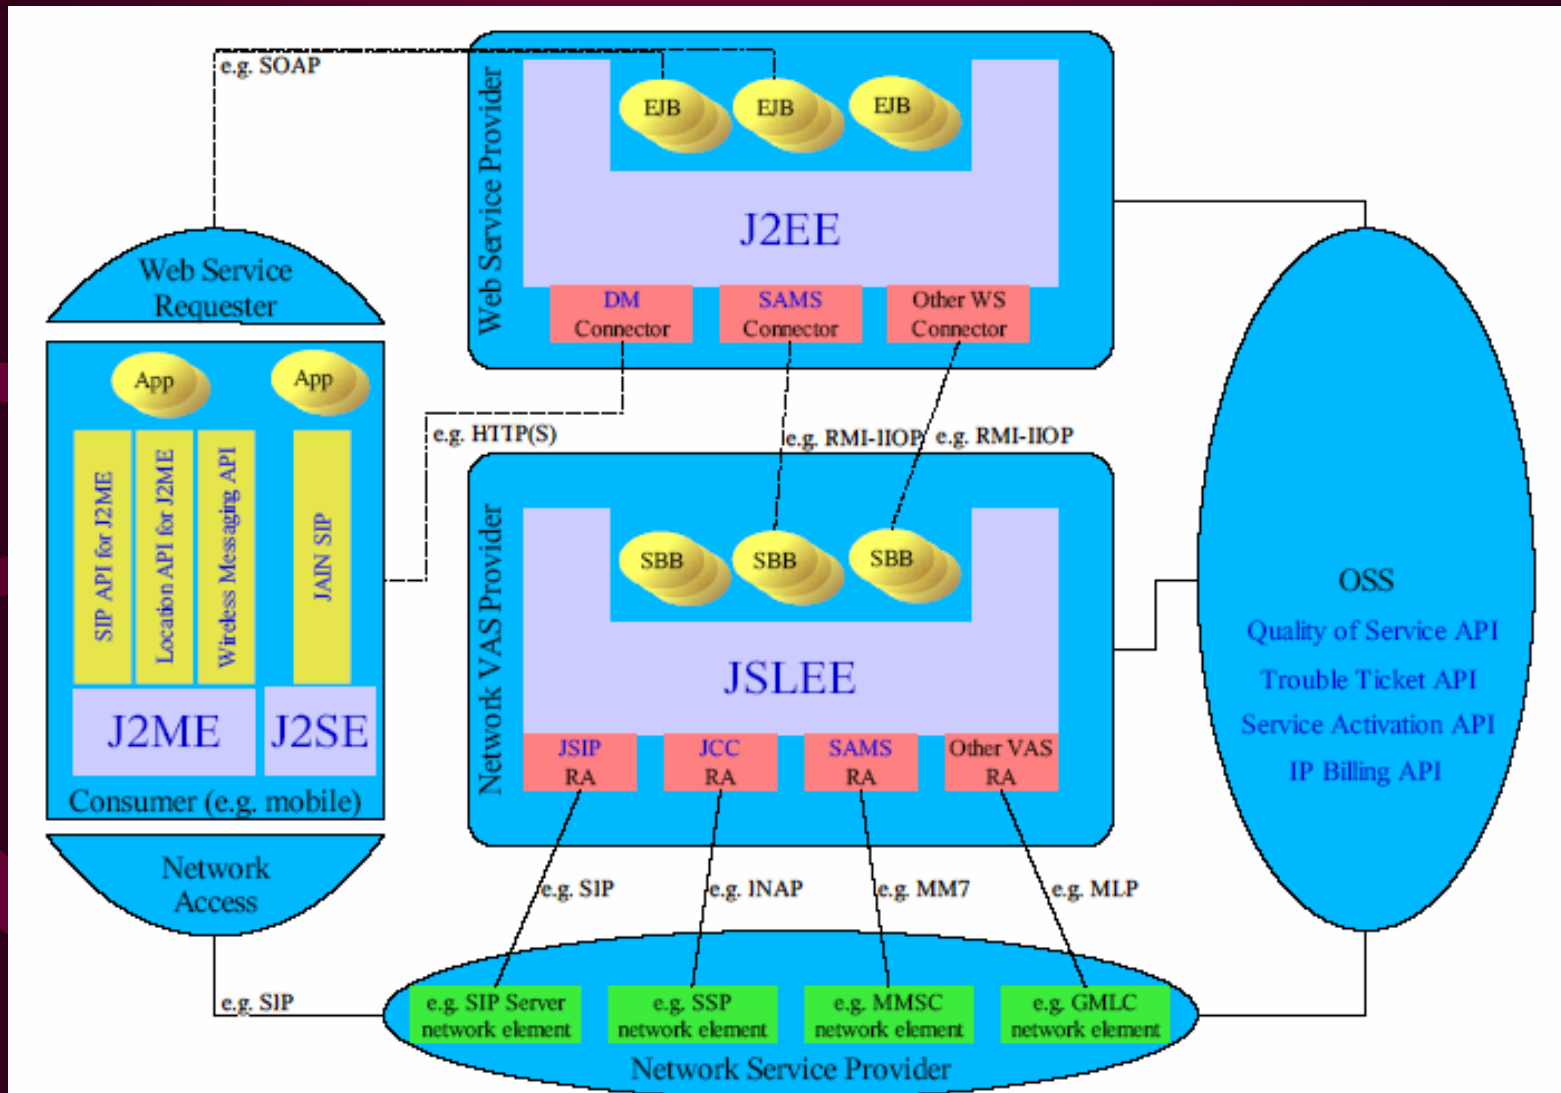 e.g. SOAP
Web Service Provider
EJB
EJB
EJB
J2EE
DM
Connector
SAMS
Connector
Other WS
Connector
Web Service
Requester
App
App
SIP API for J2ME
Location API for J2ME
Wireless Messaging API
JAIN SIP
J2ME
J2SE
Consumer (e.g. mobile)
Network
Access
e.g. HTTP(S)
e.g. RMI-IIOP
e.g. RMI-IIOP
Network VAS Provider
SBB
SBB
SBB
JSLEE
JSIP
RA
JCC
RA
SAMS
RA
Other VAS
RA
OSS
Quality of Service API
Trouble Ticket API
Service Activation API
IP Billing API
e.g. SIP
e.g. INAP
e.g. MM7
e.g. MLP
e.g. SIP
e.g. SIP Server
network element
e.g. SSP
network element
e.g. MMSC
network element
e.g. GMLC
network element
Network Service Provider